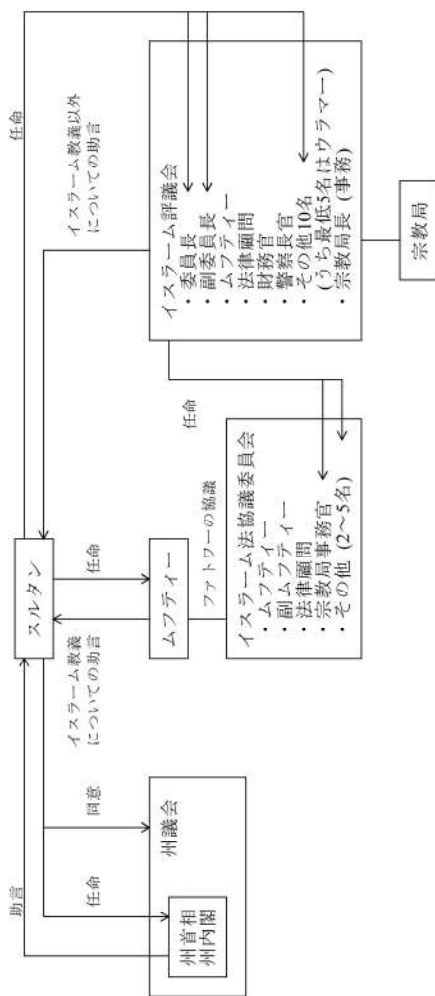 任命
イスラーム教義以外
についての助言
イスラーム評議会
・委員長
・副委員長
・ムフティー
・法律顧問
・財務官
・警察長官
・その他10名
(うち最低5名はウラマー)
・宗教局長 (事務)
宗教局
スルタン
任命
イスラーム教義
についての助言
ムフティー
ファトワーの協議
任命
イスラーム法協議委員会
・ムフティー
・副ムフティー
・法律顧問
・宗教局事務官
・その他 (2〜5名)
助言
任命
同意
州議会
州首相
州内閣